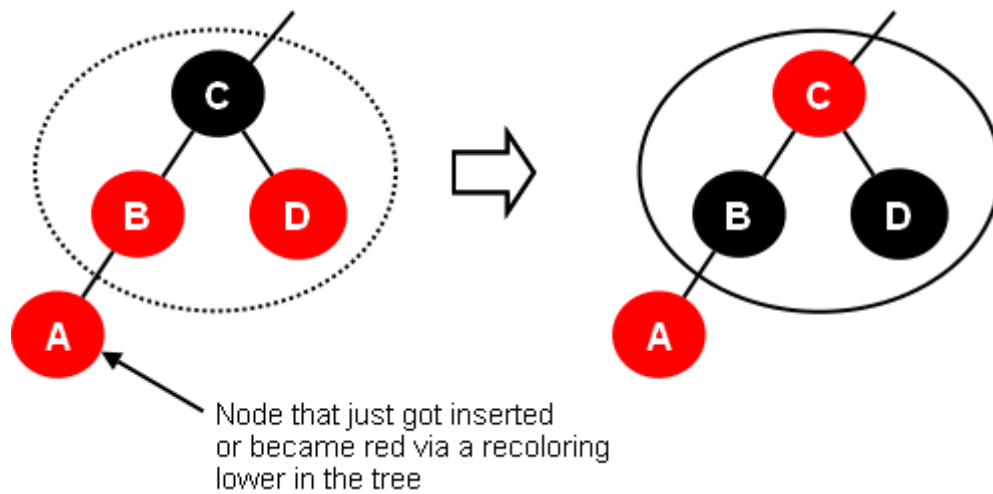 C
C
B
D
B
D
A
A
Node that just got inserted
or became red via a recoloring
lower in the tree